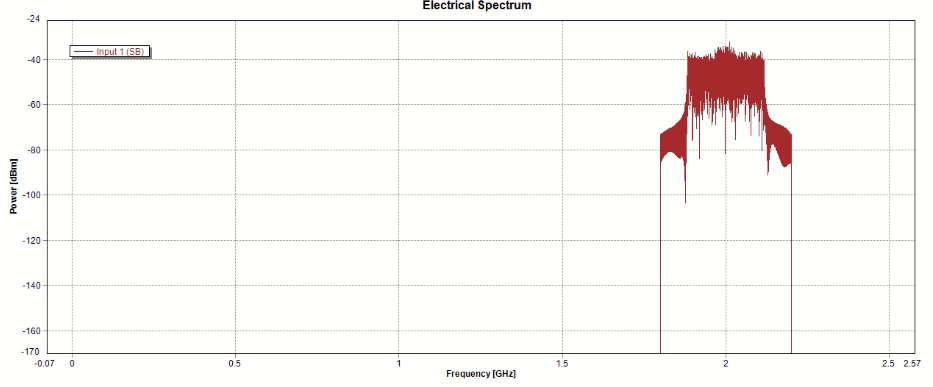 Electrical Spectrum
-24
Input 1 (SB)
-40
-60
-80
-100
-120
-140
-160
-170
Power [dBm]
-0.07 0 0.5 1 1.5 2 2.5 2.57
Frequency [GHz]